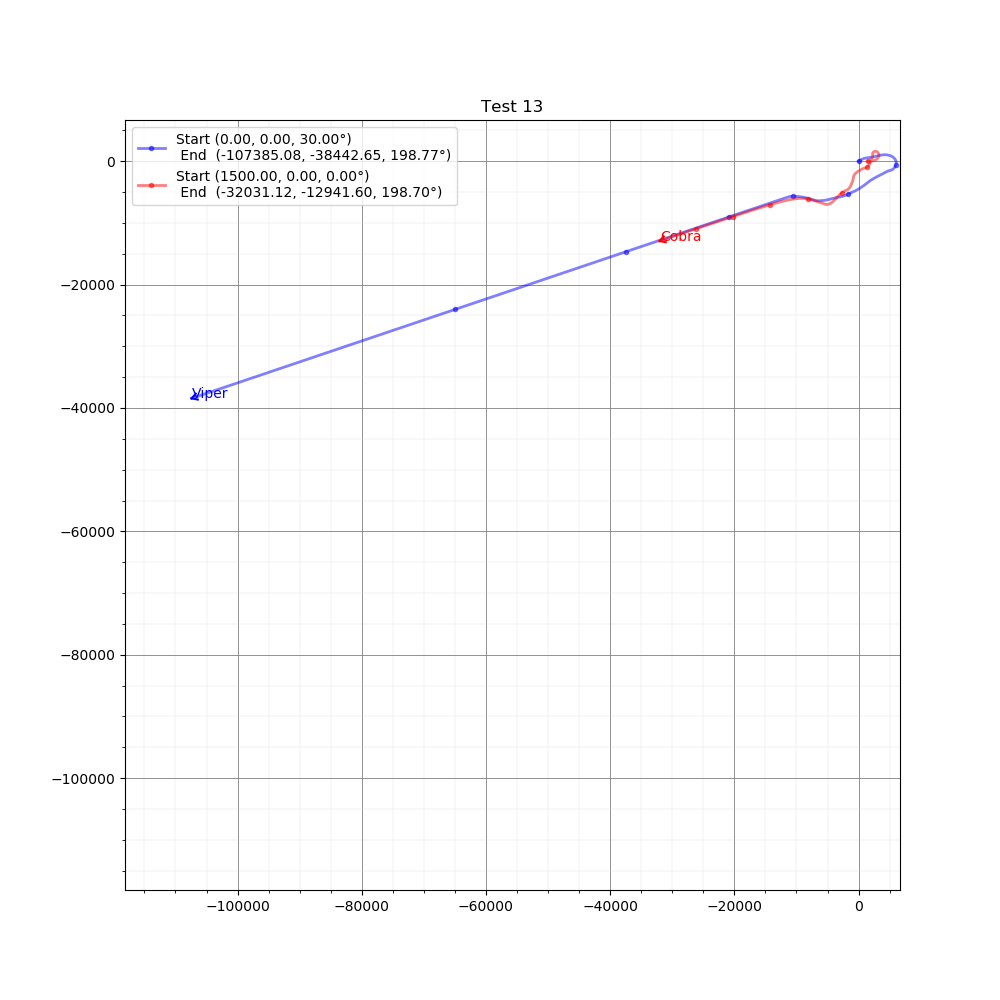 Test 13
Start (0.00, 0.00, 30.00°)
End (-107385.08, -38442.65, 198.77°)
Start (1500.00, 0.00, 0.00°)
End (-32031.12, -12941.60, 198.70°)
0
−20000
−40000
−60000
−80000
−100000
Cobra
Viper
−100000
−80000
−60000
−40000
−20000
0